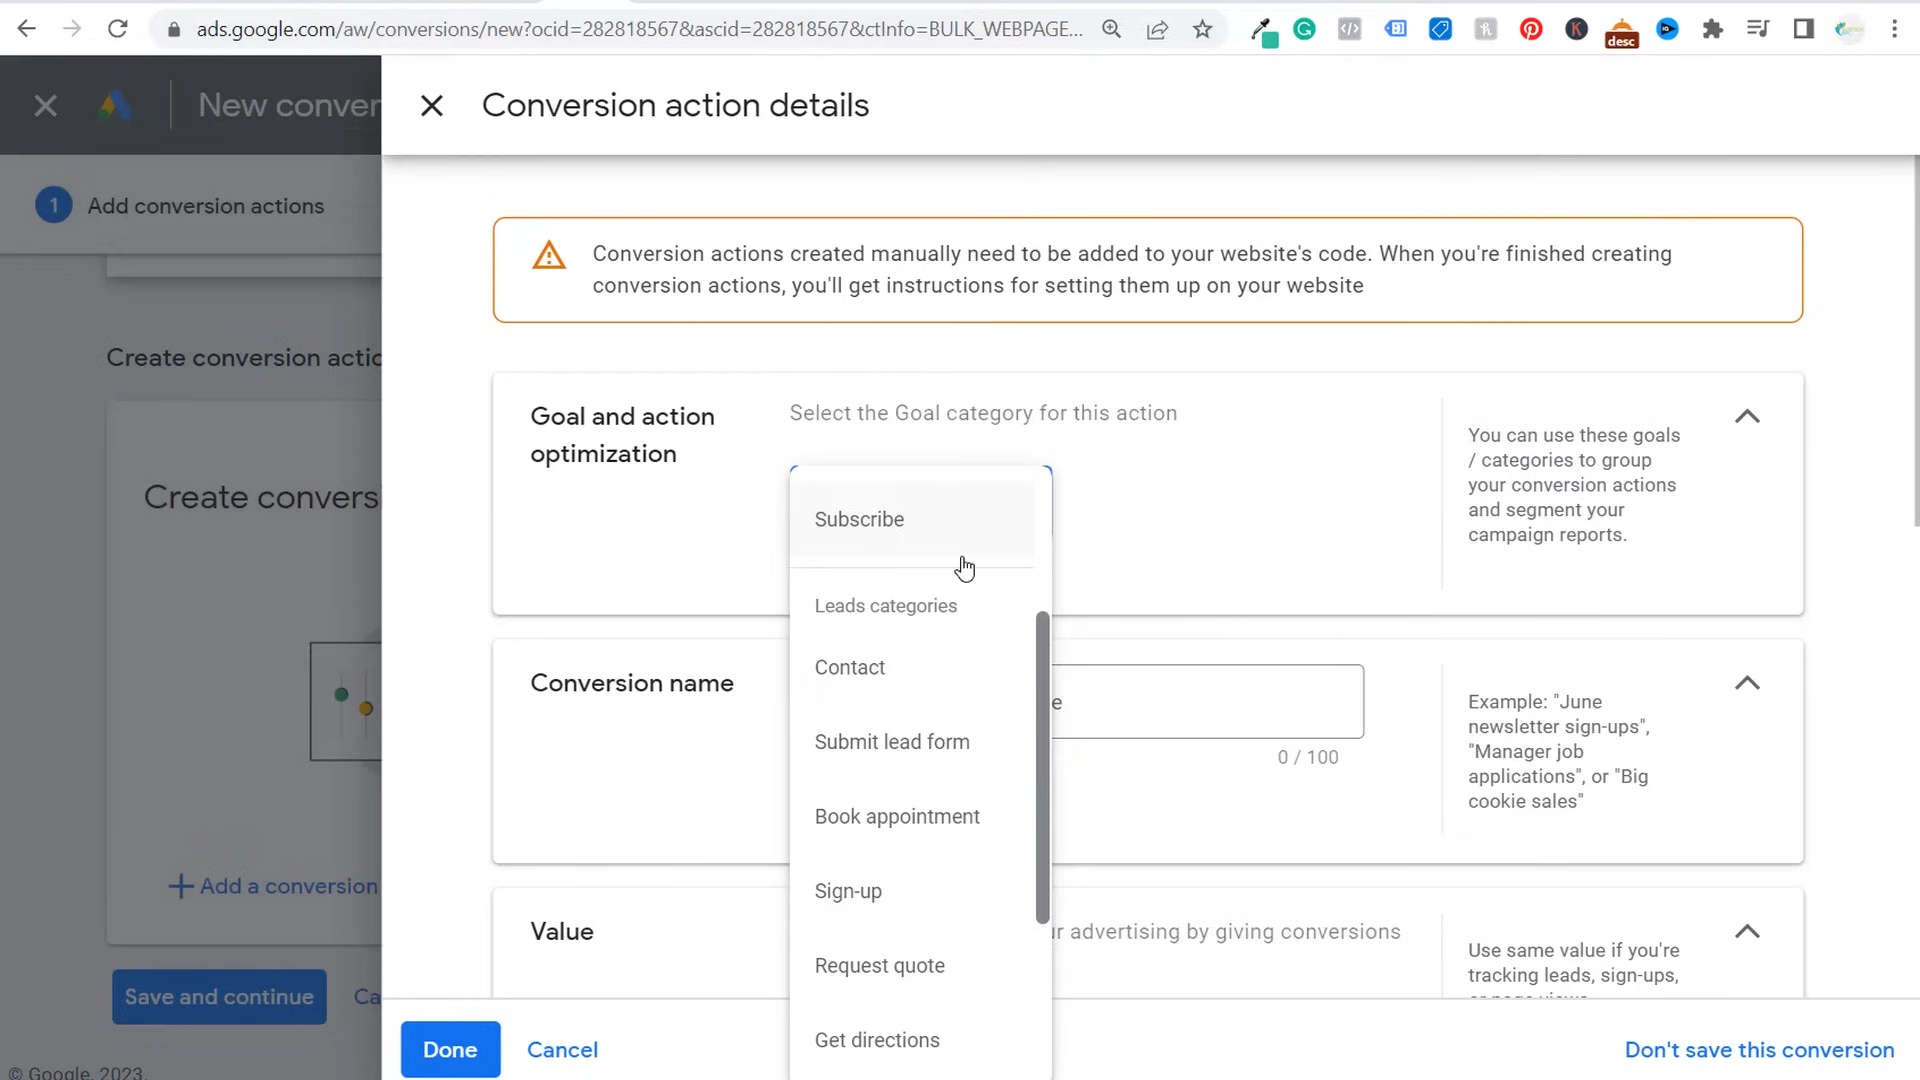 ads.google.com/aw/conversions/new?ocid=282818567&ascid=282818567&ctInfo=BULK_WEBPAGE...
desc
New conver
Conversion action details
1 Add conversion actions
Conversion actions created manually need to be added to your website's code. When you're finished creating
conversion actions, you'll get instructions for setting them up on your website
Create conversion actic
Create conversi
+ Add a conversion
Save and continue
Ca
© Google, 2023.
Goal and action
optimization
Select the Goal category for this action
Subscribe
Leads categories
Contact
Submit lead form
Book appointment
Sign-up
Request quote
Get directions
You can use these goals
/ categories to group
your conversion actions
and segment your
campaign reports.
Conversion name
e
0 / 100
Example: "June
newsletter sign-ups",
"Manager job
applications", or "Big
cookie sales"
Value
ur advertising by giving conversions
Use same value if you're
tracking leads, sign-ups,
or page views
Done
Cancel
Don't save this conversion